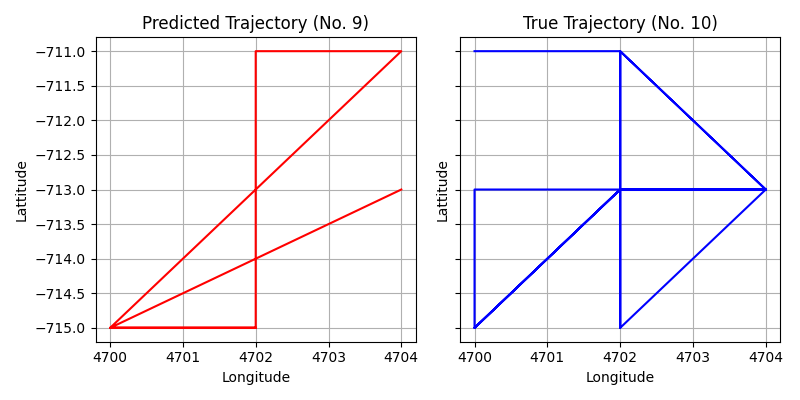 Predicted Trajectory (No. 9)
True Trajectory (No. 10)
Lattitude
−711.0
−711.5
−712.0
−712.5
−713.0
−713.5
−714.0
−714.5
−715.0
4700 4701 4702 4703 4704
Longitude
Lattitude
4700 4701 4702 4703 4704
Longitude